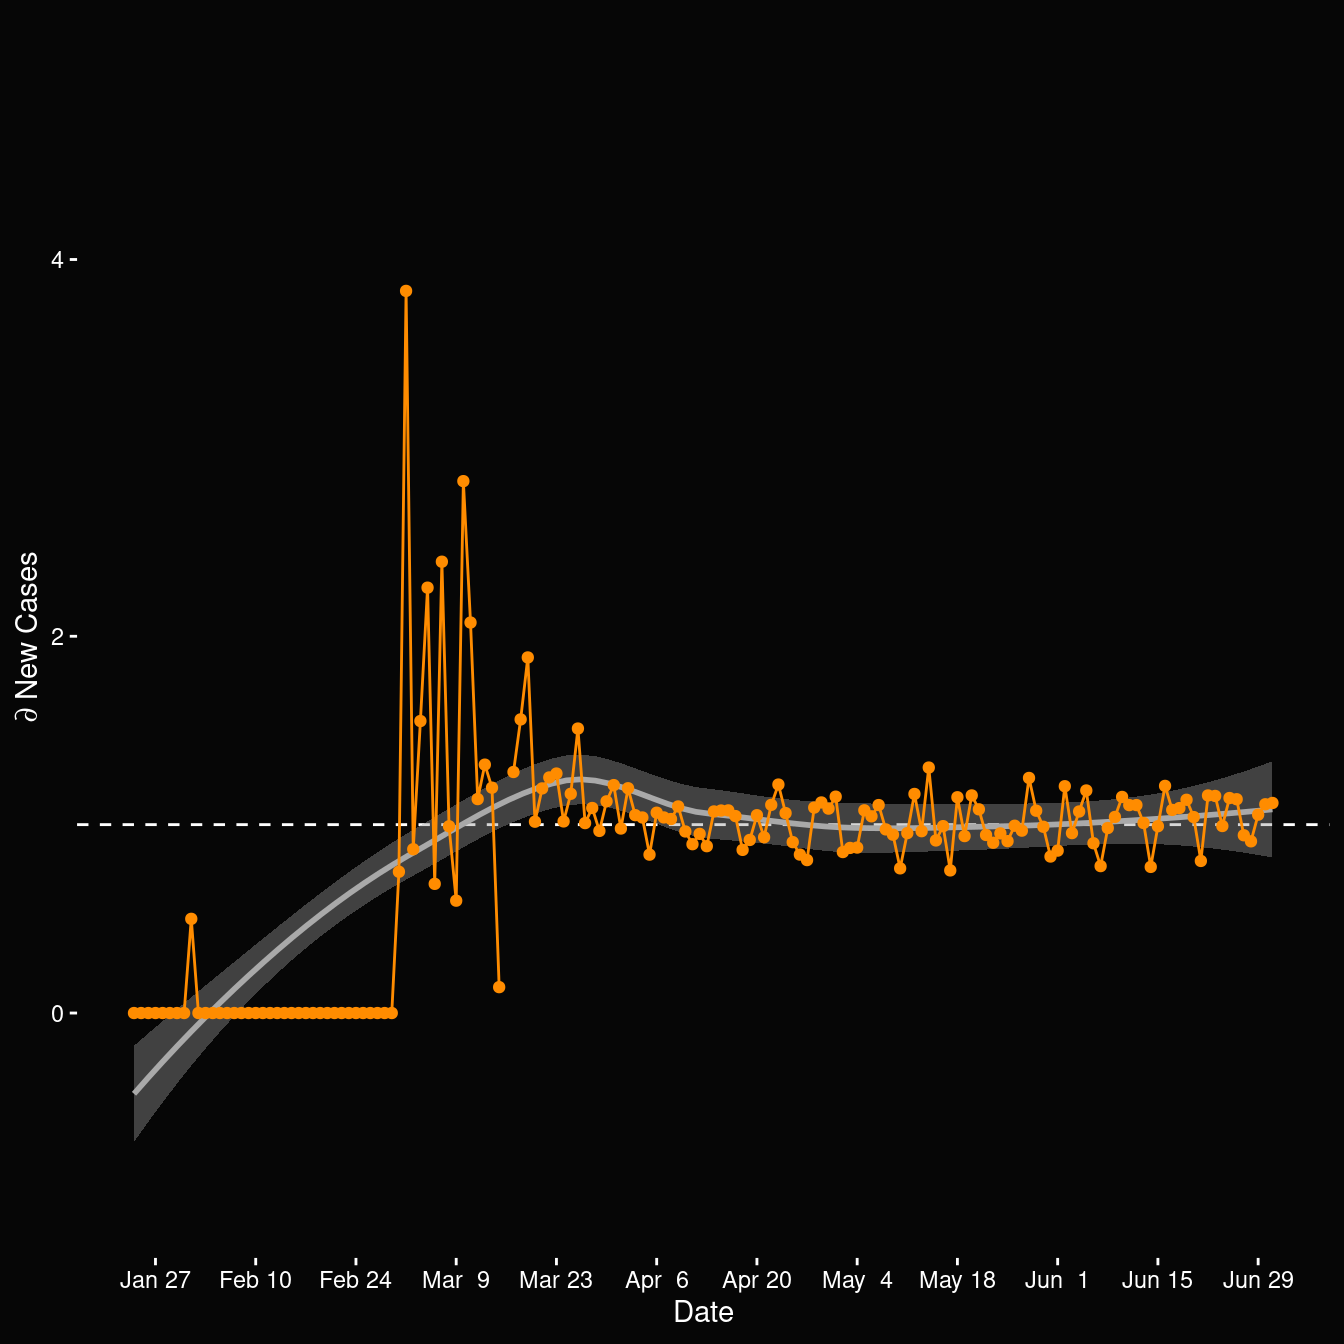 4
2
0
∂ New Cases
Jan 27 Feb 10 Feb 24 Mar 9 Mar 23 Apr 6 Apr 20 May 4 May 18 Jun 1 Jun 15 Jun 29
Date